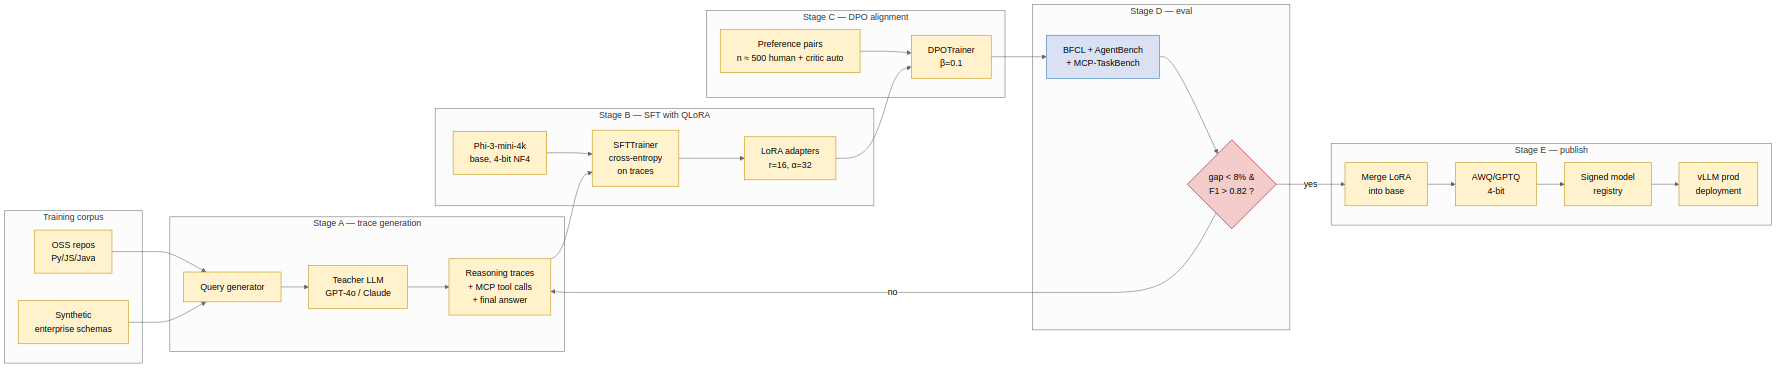 Training corpus
OSS repos
Py/JS/Java
Synthetic
enterprise schemas
Stage A — trace generation
Query generator
Teacher LLM
GPT-4o / Claude
Reasoning traces
+ MCP tool calls
+ final answer
Stage B — SFT with QLoRA
Phi-3-mini-4k
base, 4-bit NF4
SFTTrainer
cross-entropy
on traces
LoRA adapters
r=16, α=32
Stage C — DPO alignment
Preference pairs
n ≈ 500 human + critic auto
DPOTrainer
β=0.1
Stage D — eval
BFCL + AgentBench
+ MCP-TaskBench
gap < 8% &
F1 > 0.82 ?
yes
no
Stage E — publish
Merge LoRA
into base
AWQ/GPTQ
4-bit
Signed model
registry
vLLM prod
deployment